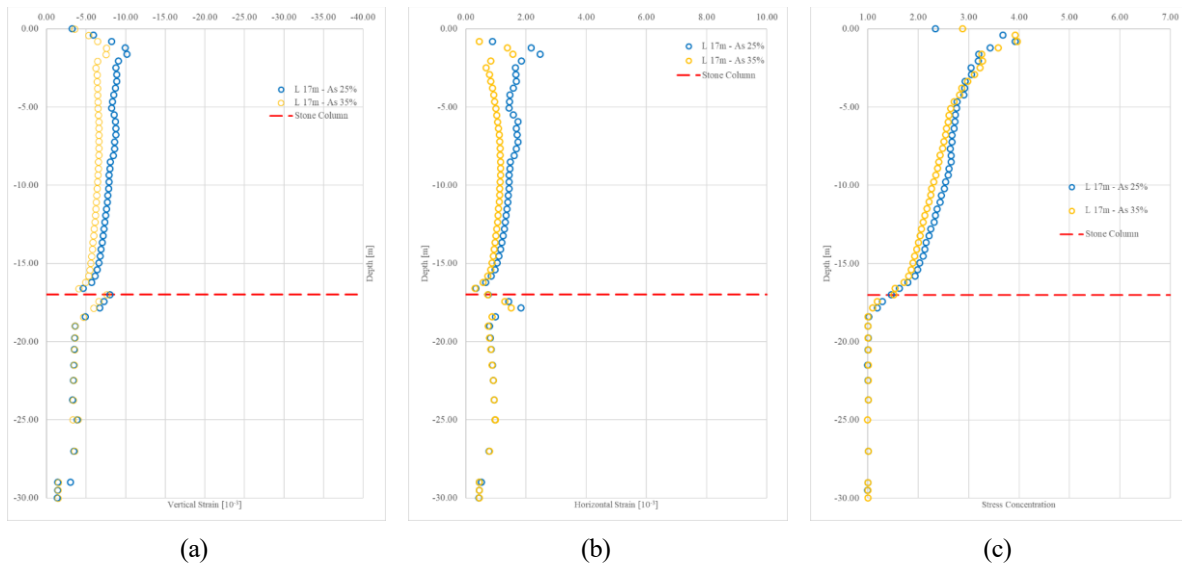 0.00 -5.00 -10.00 -15.00 -20.00 -25.00 -30.00 -35.00 -40.00
0.00
-5.00
-10.00
-15.00
-20.00
-25.00
-30.00
L 17m - As 25%
L 17m - As 35%
Stone Column
Depth [m]
Vertical Strain [10⁻³]
(a)
0.00 2.00 4.00 6.00 8.00 10.00
0.00
-5.00
-10.00
-15.00
-20.00
-25.00
-30.00
L 17m - As 25%
L 17m - As 35%
Stone Column
Depth [m]
Horizontal Strain [10⁻³]
(b)
1.00 2.00 3.00 4.00 5.00 6.00 7.00
0.00
-5.00
-10.00
-15.00
-20.00
-25.00
-30.00
L 17m - As 25%
L 17m - As 35%
Stone Column
Depth [m]
Stress Concentration
(c)